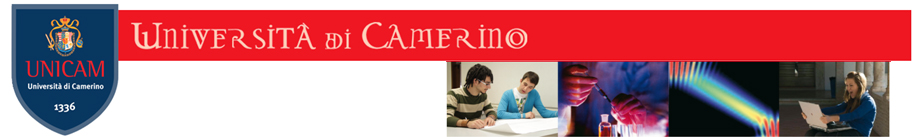 UNIVERSITÀ DI CAMERINO
UNICAM
Università di Camerino
1336